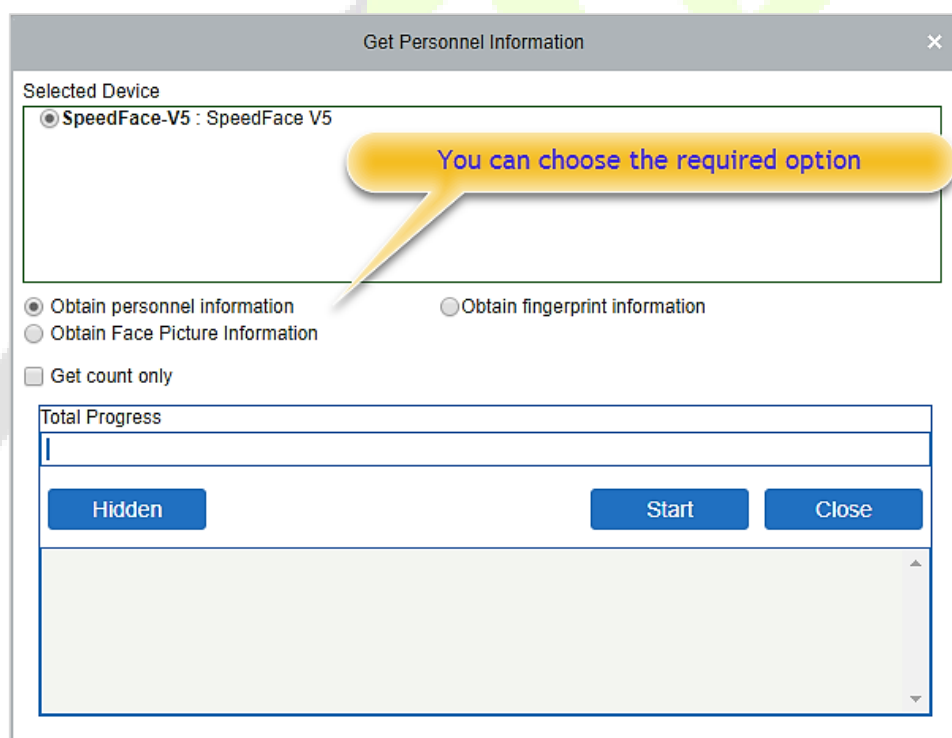 Get Personnel Information
Selected Device
SpeedFace-V5 : SpeedFace V5
You can choose the required option
Obtain personnel information
Obtain fingerprint information
Obtain Face Picture Information
Get count only
Total Progress
Hidden
Start
Close